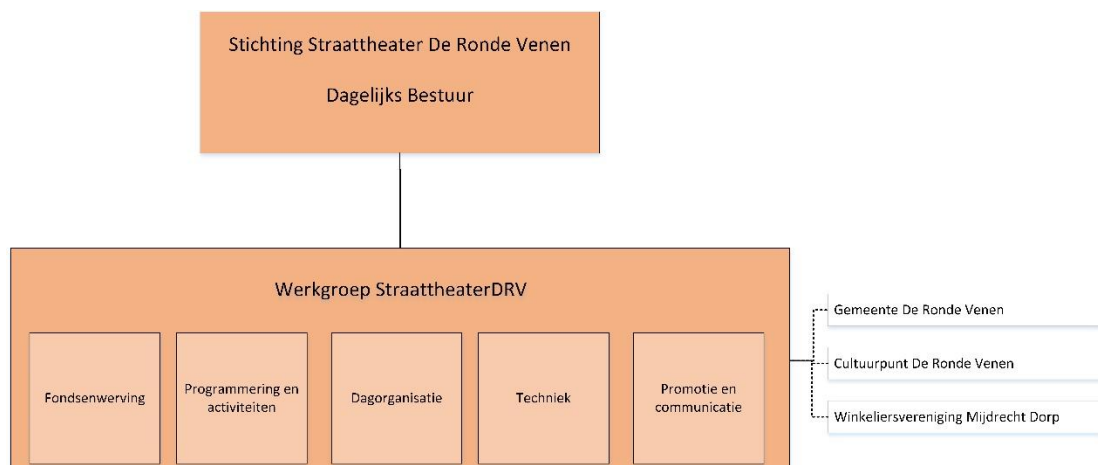 Stichting Straattheater De Ronde Venen
Dagelijks Bestuur
Werkgroep StraattheaterDRV
Fondsenwerving
Programmering en
activiteiten
Dagorganisatie
Techniek
Promotie en
communicatie
Gemeente De Ronde Venen
Cultuurpunt De Ronde Venen
Winkeliersvereniging Mijdrecht Dorp